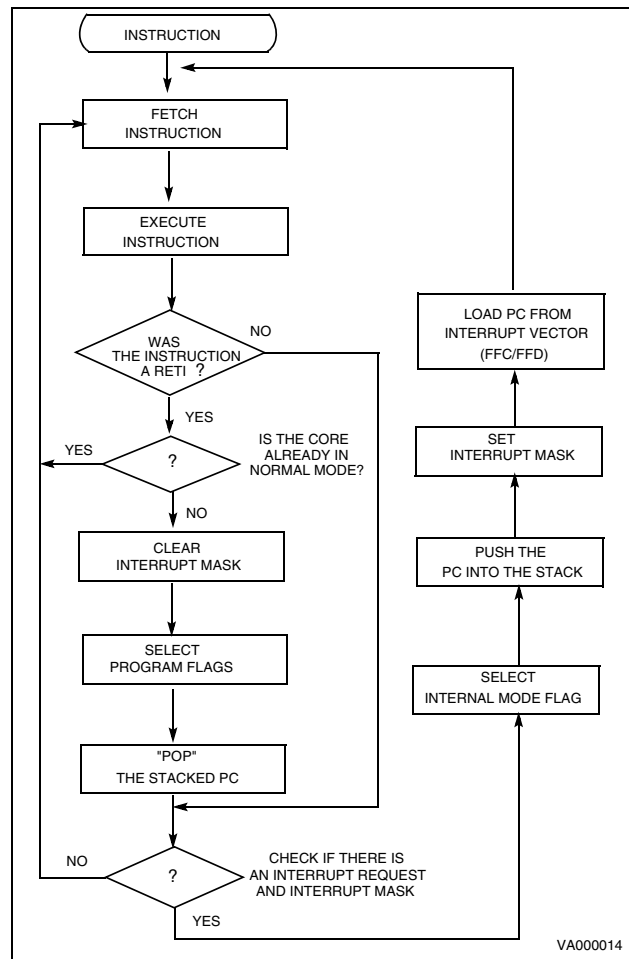 INSTRUCTION
FETCH
INSTRUCTION
EXECUTE
INSTRUCTION
WAS
THE INSTRUCTION
A RETI ?
NO
YES
?
IS THE CORE
ALREADY IN
NORMAL MODE?
YES
NO
CLEAR
INTERRUPT MASK
SELECT
PROGRAM FLAGS
"POP"
THE STACKED PC
?
CHECK IF THERE IS
AN INTERRUPT REQUEST
AND INTERRUPT MASK
NO
YES
SELECT
INTERNAL MODE FLAG
PUSH THE
PC INTO THE STACK
SET
INTERRUPT MASK
LOAD PC FROM
INTERRUPT VECTOR
(FFC/FFD)
VA000014